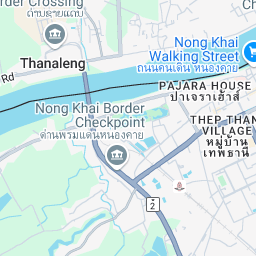 rder Crossing
ด่านชายแดน
Thanaleng
Rd
Nong Khai
Walking Street
ถนนคนเดิน หนองคาย
PAJARA HOUSE
ปาเจราเฮ้าส์
Nong Khai Border
Checkpoint
ด่านพรมแดนหนองคาย
THEP THAN
VILLAGE
หมู่บ้าน
เทพธานี
2